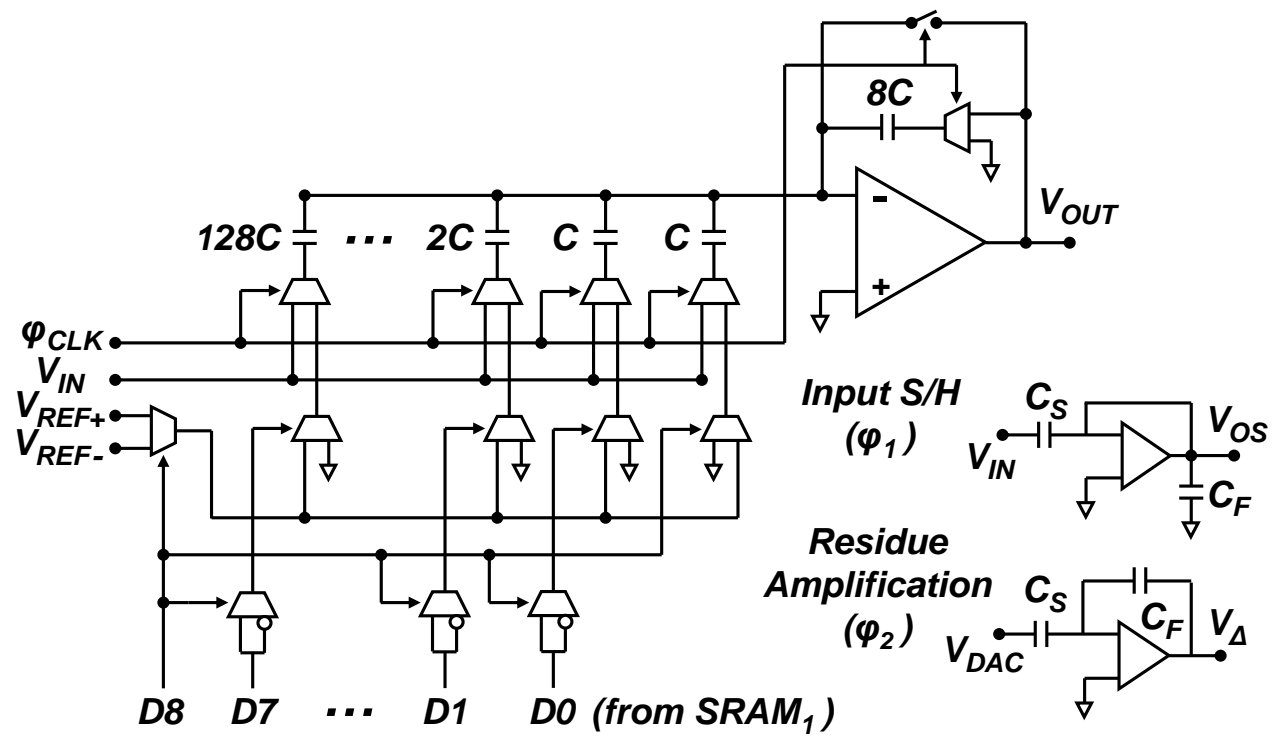 8C
V_OUT
-
+
128C ... 2C C C
φ_CLK
V_IN
V_REF+
V_REF-
D8 D7 ... D1 D0 (from SRAM_1)
Input S/H
(φ_1)
C_S
V_IN
V_OS
C_F
Residue
Amplification
(φ_2)
C_S
V_DAC
C_F
V_Δ